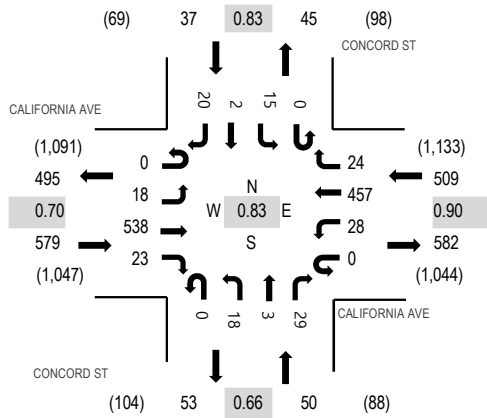 (69) 37 0.83 45 (98)
CONCORD ST
CALIFORNIA AVE
20 2 15 0
(1,091) (1,133)
0 24
495 509
18 N 457
0.70 W 0.83 E 0.90
538 28
579 S 582
23 0
(1,047) (1,044)
0 18 3 29
CALIFORNIA AVE
CONCORD ST
(104) 53 0.66 50 (88)